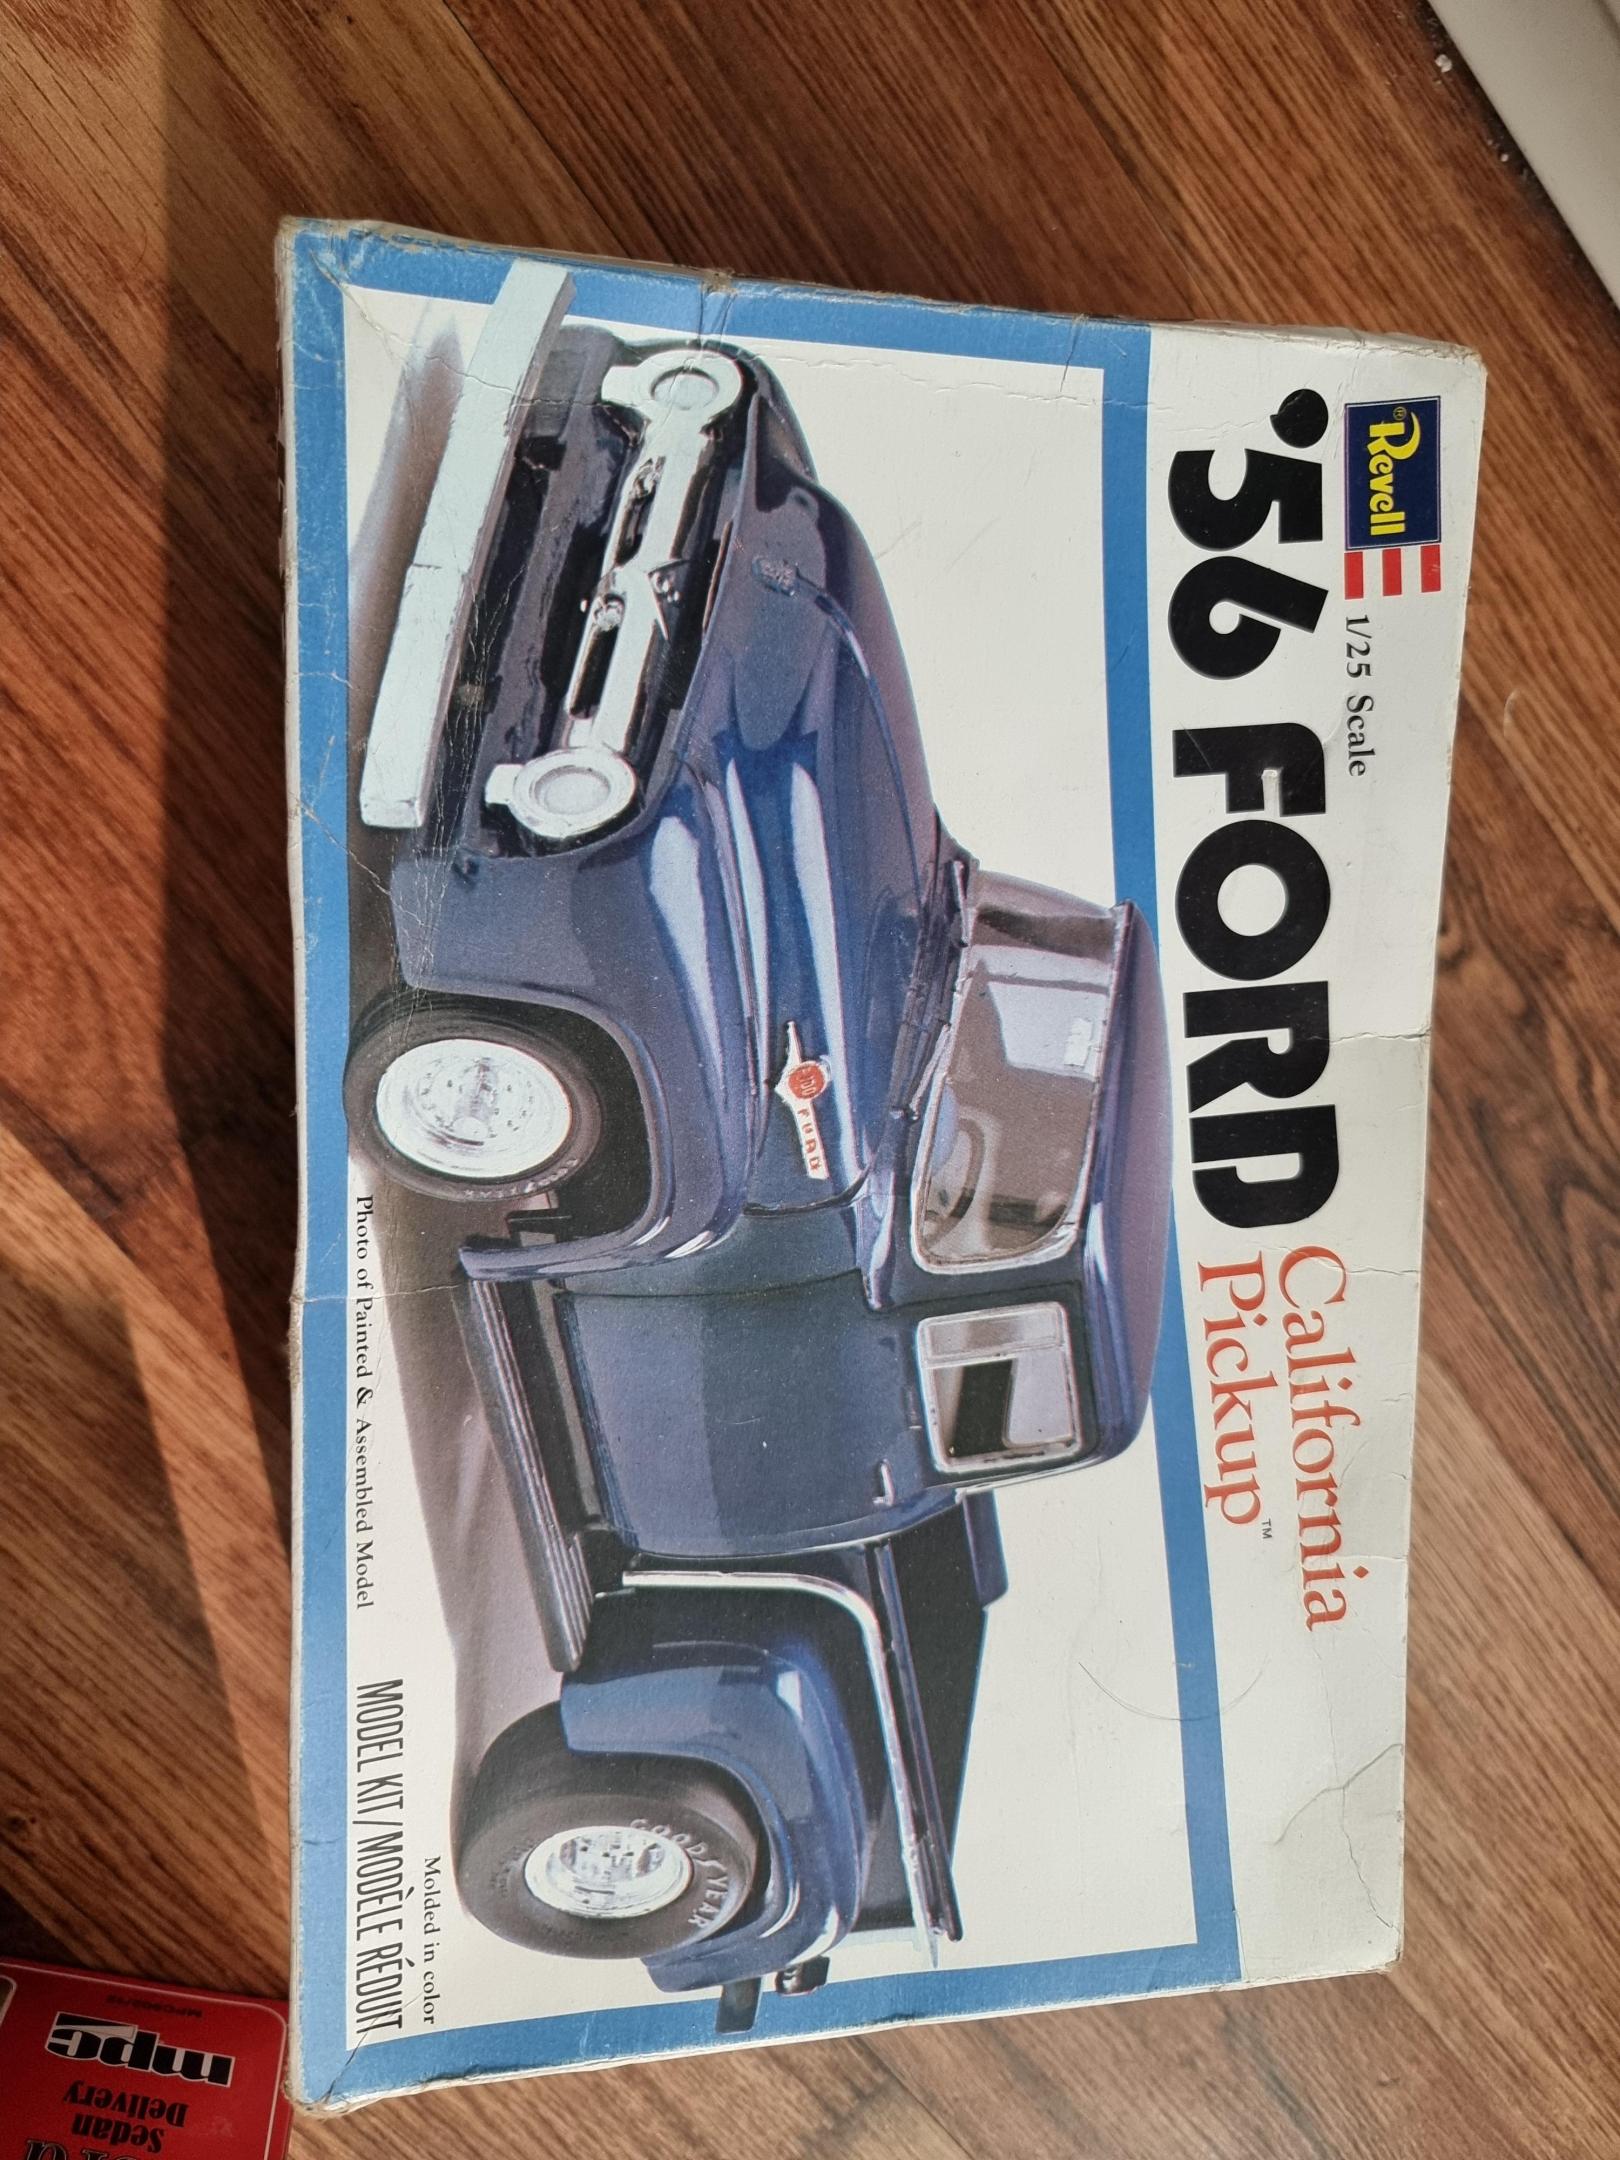 Revell®
1/25 Scale
'56 FORD
California
Pickup™
100
FORD
GOODYEAR
Photo of Painted & Assembled Model
Molded in color
MODEL KIT / MODÈLE RÉDUIT
mpc
Sedan
Delivery